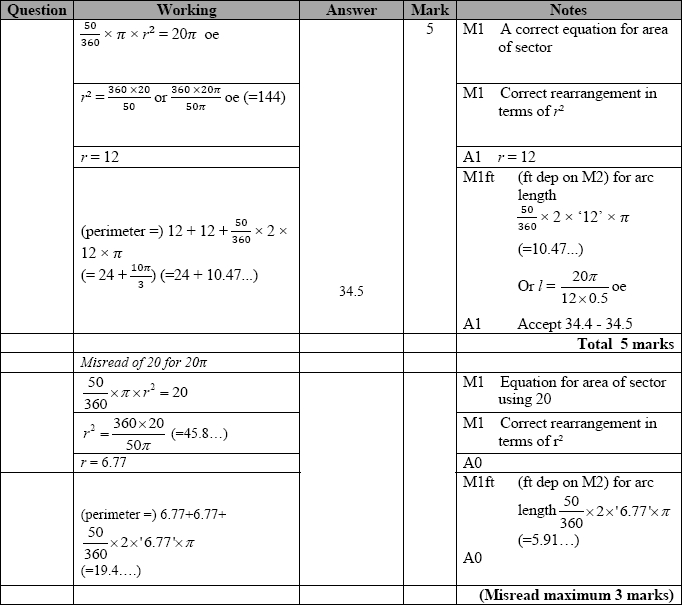 Question Working Answer Mark Notes
50/360 × π × r² = 20π oe
5
M1 A correct equation for area
of sector
r² = 360 ×20/50 or 360 ×20π/50π oe (=144)
M1 Correct rearrangement in
terms of r²
r = 12
A1 r = 12
(perimeter =) 12 + 12 + 50/360 × 2 ×
12 × π
(= 24 + 10π/3) (=24 + 10.47...)
34.5
M1ft (ft dep on M2) for arc
length
50/360 × 2 × ‘12’ × π
(=10.47...)
Or l = 20π/12×0.5 oe
A1 Accept 34.4 - 34.5
Total 5 marks
Misread of 20 for 20π
50/360 ×π×r² = 20
M1 Equation for area of sector
using 20
r² = 360×20/50π (=45.8…)
M1 Correct rearrangement in
terms of r²
r = 6.77
A0
(perimeter =) 6.77+6.77+
50/360 ×2×'6.77'×π
(=19.4….)
M1ft (ft dep on M2) for arc
length 50/360 ×2×'6.77'×π
(=5.91…)
A0
(Misread maximum 3 marks)